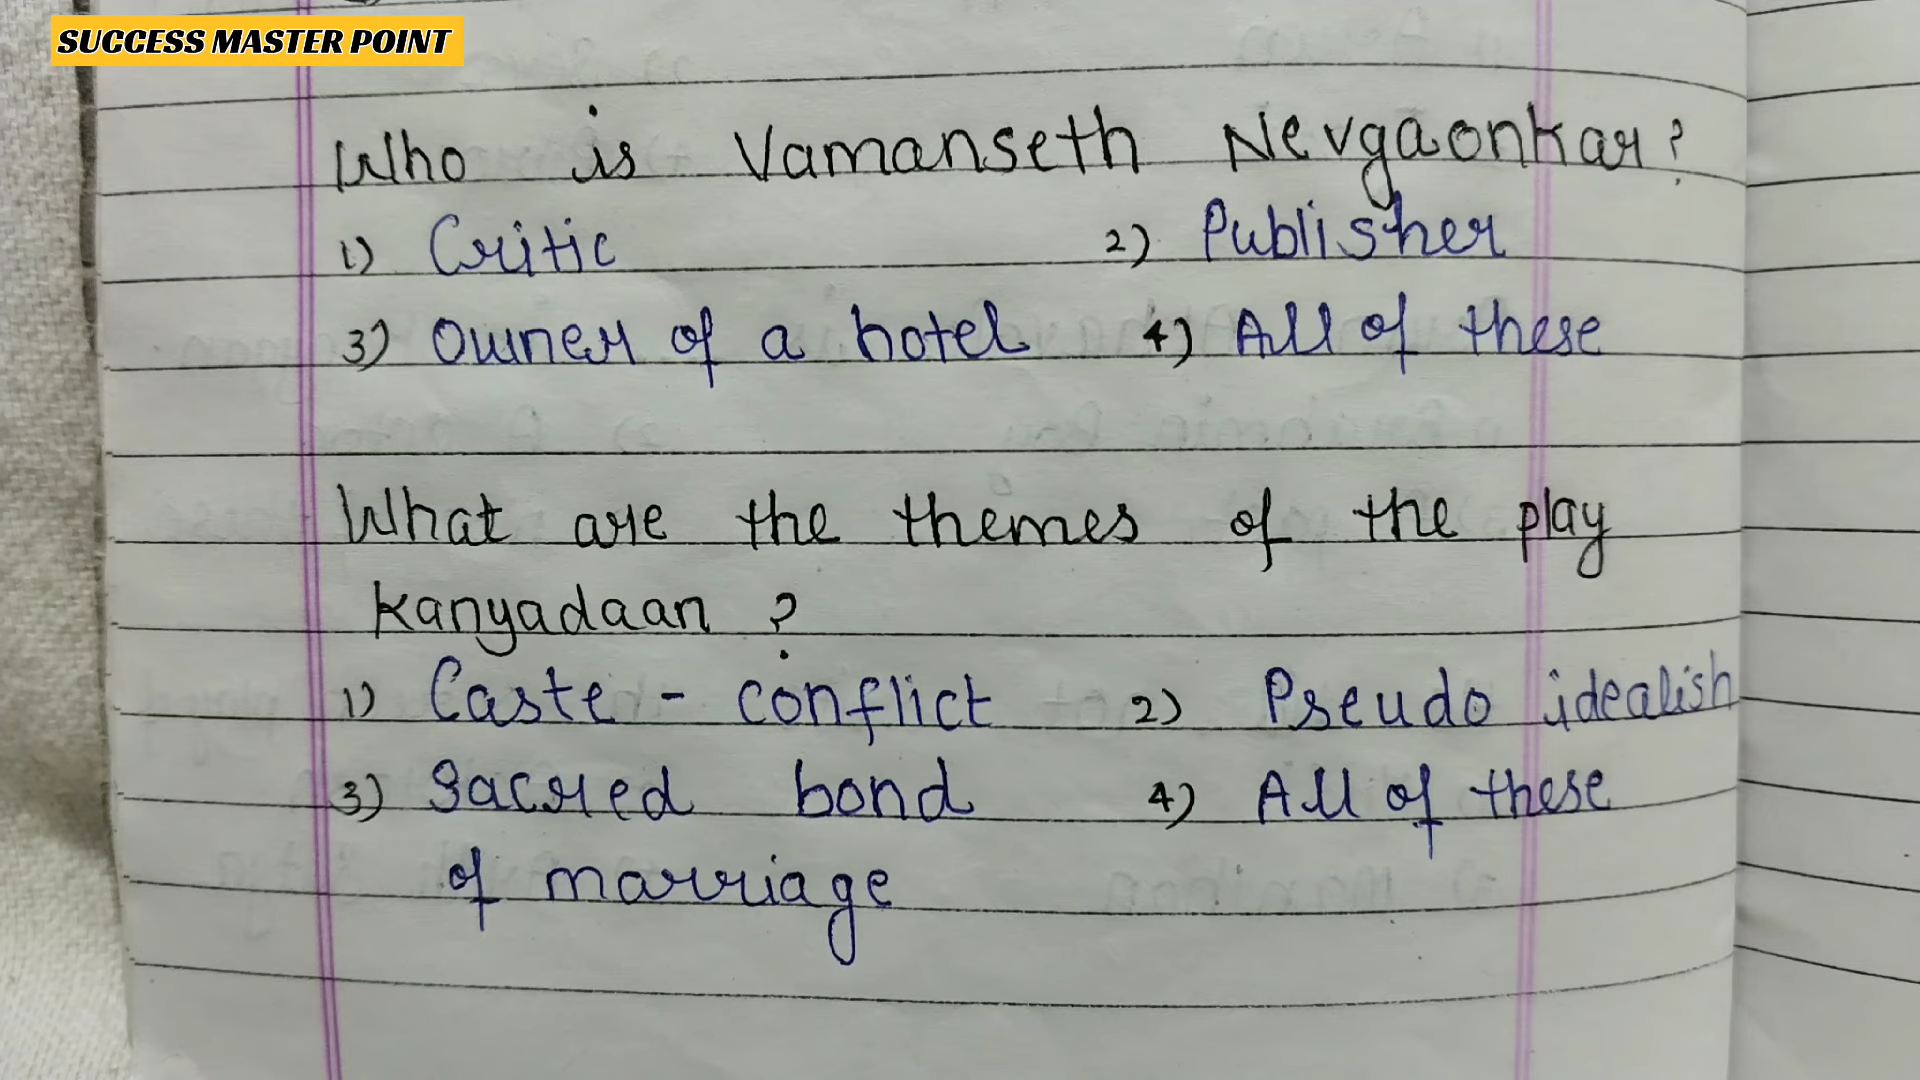 SUCCESS MASTER POINT
Who is Vamanseth Nevgaonkar?
1) Critic 2) Publisher
3) Owner of a hotel 4) All of these
What are the themes of the play
Kanyadaan ?
1) Caste - conflict 2) Pseudo idealish
3) Sacred bond 4) All of these
of marriage